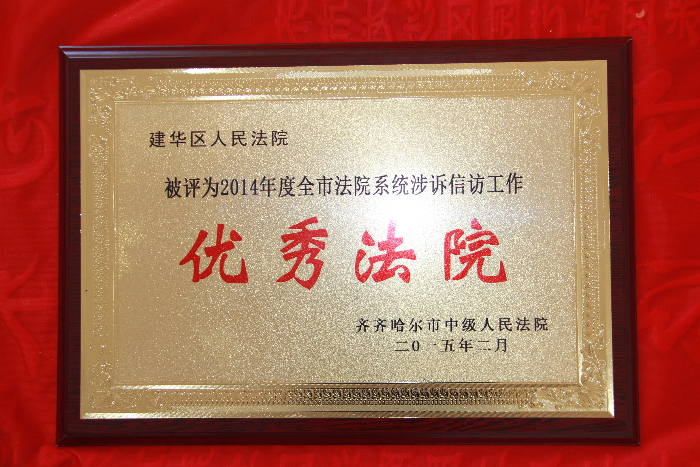 建华区人民法院
被评为2014年度全市法院系统涉诉信访工作
优秀法院
齐齐哈尔市中级人民法院
二〇一五年二月